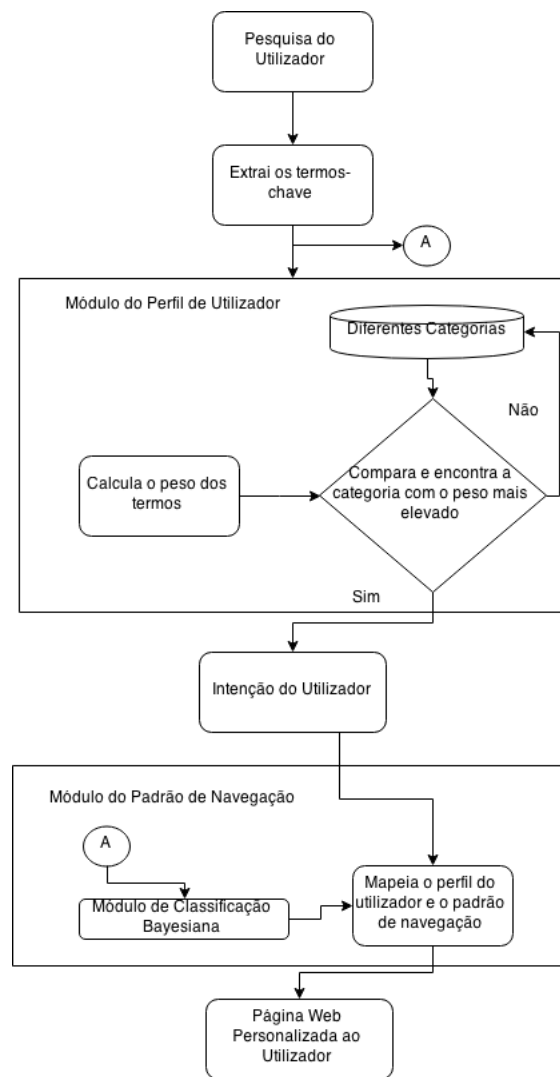 Pesquisa do
Utilizador
Extrai os termos-
chave
A
Módulo do Perfil de Utilizador
Diferentes Categorias
Não
Calcula o peso dos
termos
Compara e encontra a
categoria com o peso mais
elevado
Sim
Intenção do Utilizador
Módulo do Padrão de Navegação
A
Módulo de Classificação
Bayesiana
Mapeia o perfil do
utilizador e o padrão
de navegação
Página Web
Personalizada ao
Utilizador